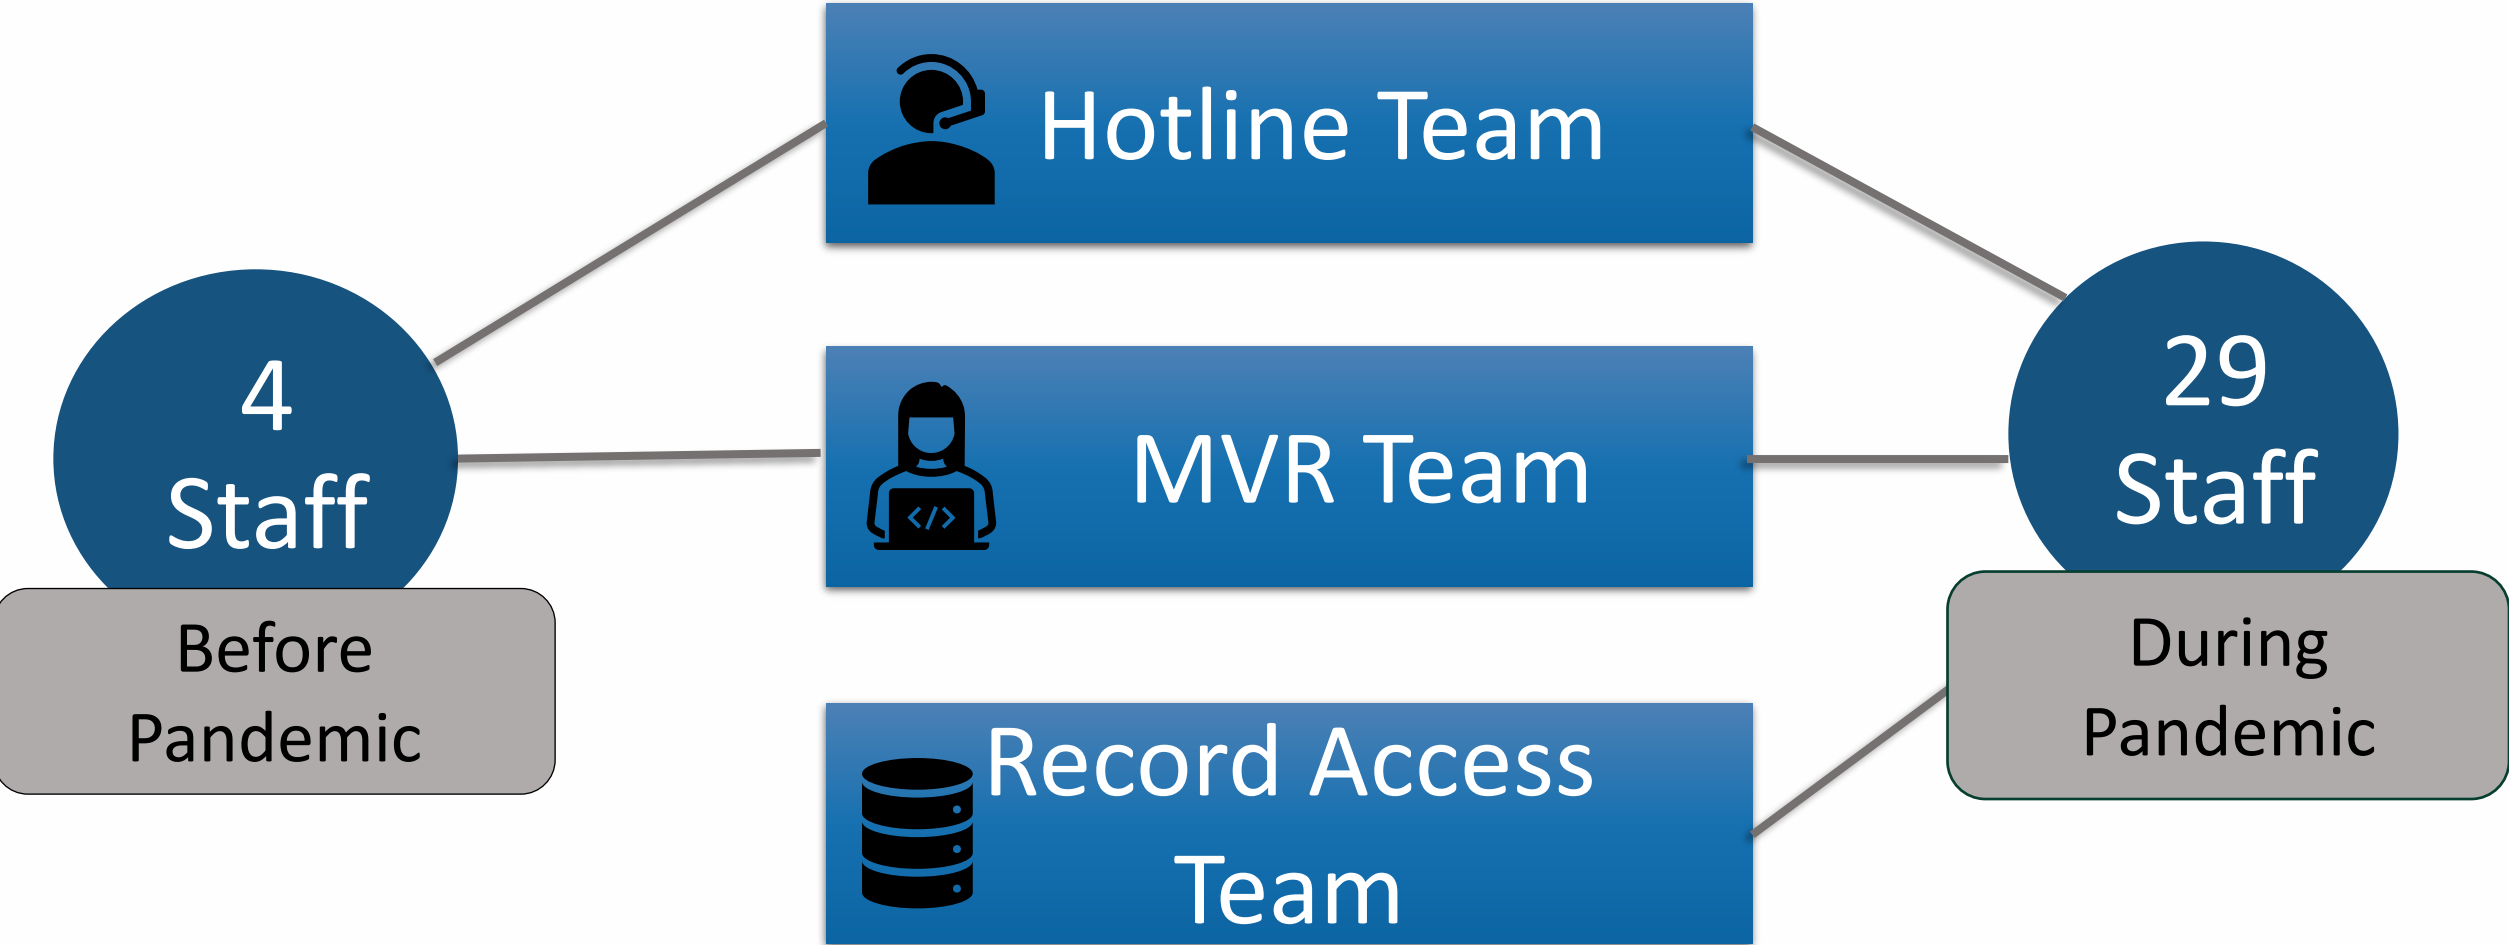 Hotline Team
4
Staff
Before
Pandemic
MVR Team
Record Access
Team
29
Staff
During
Pandemic